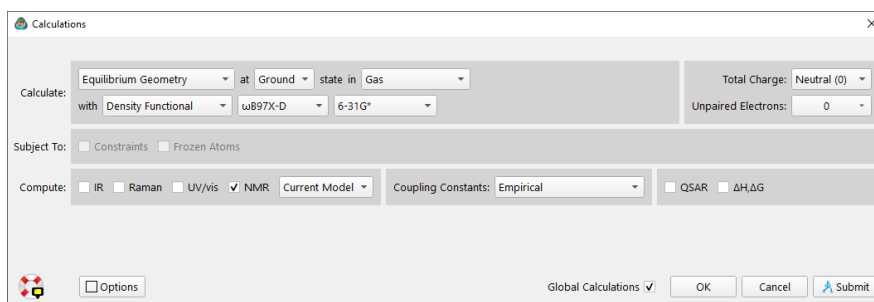 Calculations
Calculate: Equilibrium Geometry at Ground state in Gas Total Charge: Neutral (0)
with Density Functional ωB97X-D 6-31G* Unpaired Electrons: 0
Subject To: Constraints Frozen Atoms
Compute: IR Raman UV/vis NMR Current Model Coupling Constants: Empirical QSAR ΔH,ΔG
Options Global Calculations OK Cancel Submit